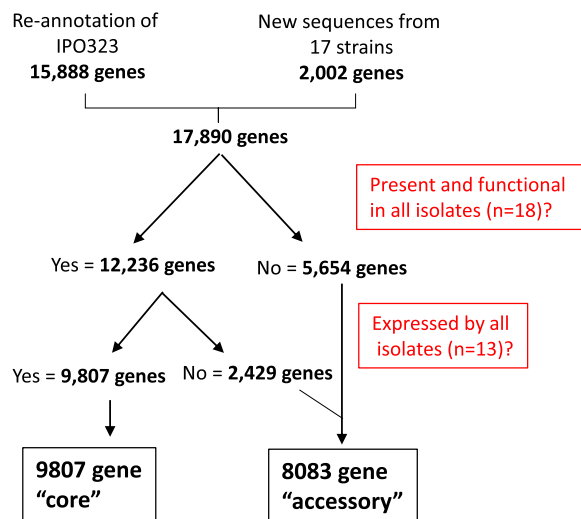 Re-annotation of
IPO323
15,888 genes
New sequences from
17 strains
2,002 genes
17,890 genes
Present and functional
in all isolates (n=18)?
Yes = 12,236 genes
No = 5,654 genes
Expressed by all
isolates (n=13)?
Yes = 9,807 genes
No = 2,429 genes
9807 gene
“core”
8083 gene
“accessory”